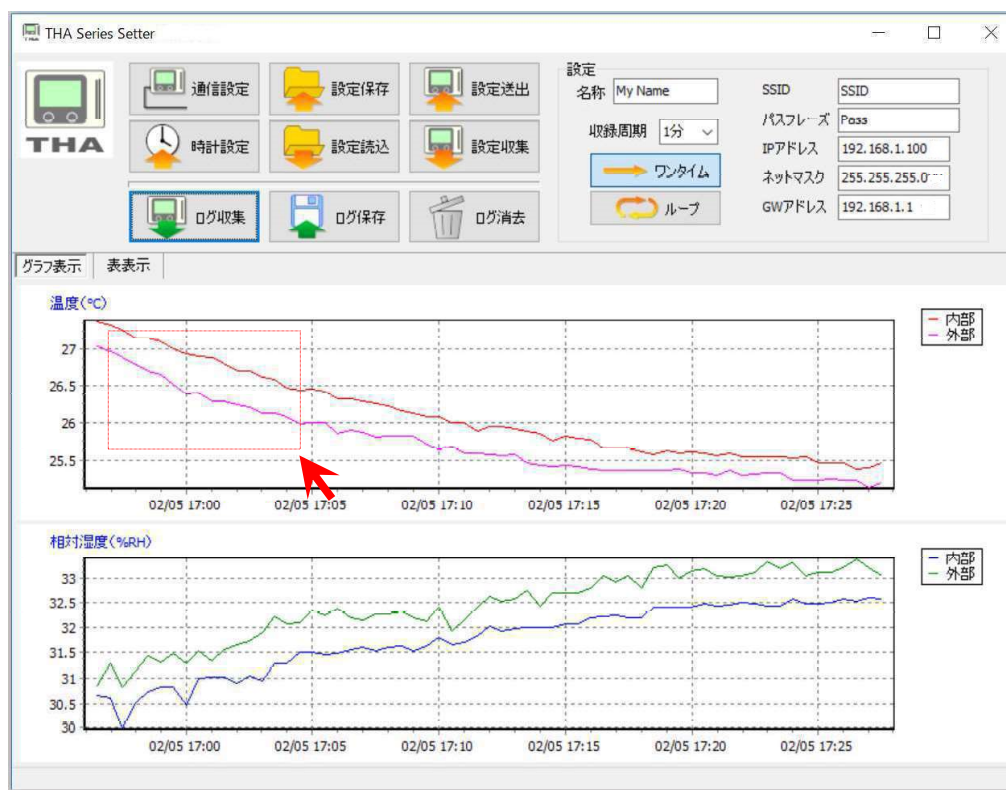 THA Series Setter
THA
通信設定
設定保存
設定送出
時計設定
設定読込
設定収集
ログ収集
ログ保存
ログ消去
設定
名称 My Name
収録周期 1分
ワンタイム
ループ
SSID SSID
パスフレーズ Pass
IPアドレス 192.168.1.100
ネットマスク 255.255.255.0
GWアドレス 192.168.1.1
グラフ表示 表表示
温度(℃)
内部
外部
27
26.5
26
25.5
02/05 17:00 02/05 17:05 02/05 17:10 02/05 17:15 02/05 17:20 02/05 17:25
相対湿度(%RH)
内部
外部
33
32.5
32
31.5
31
30.5
30
02/05 17:00 02/05 17:05 02/05 17:10 02/05 17:15 02/05 17:20 02/05 17:25